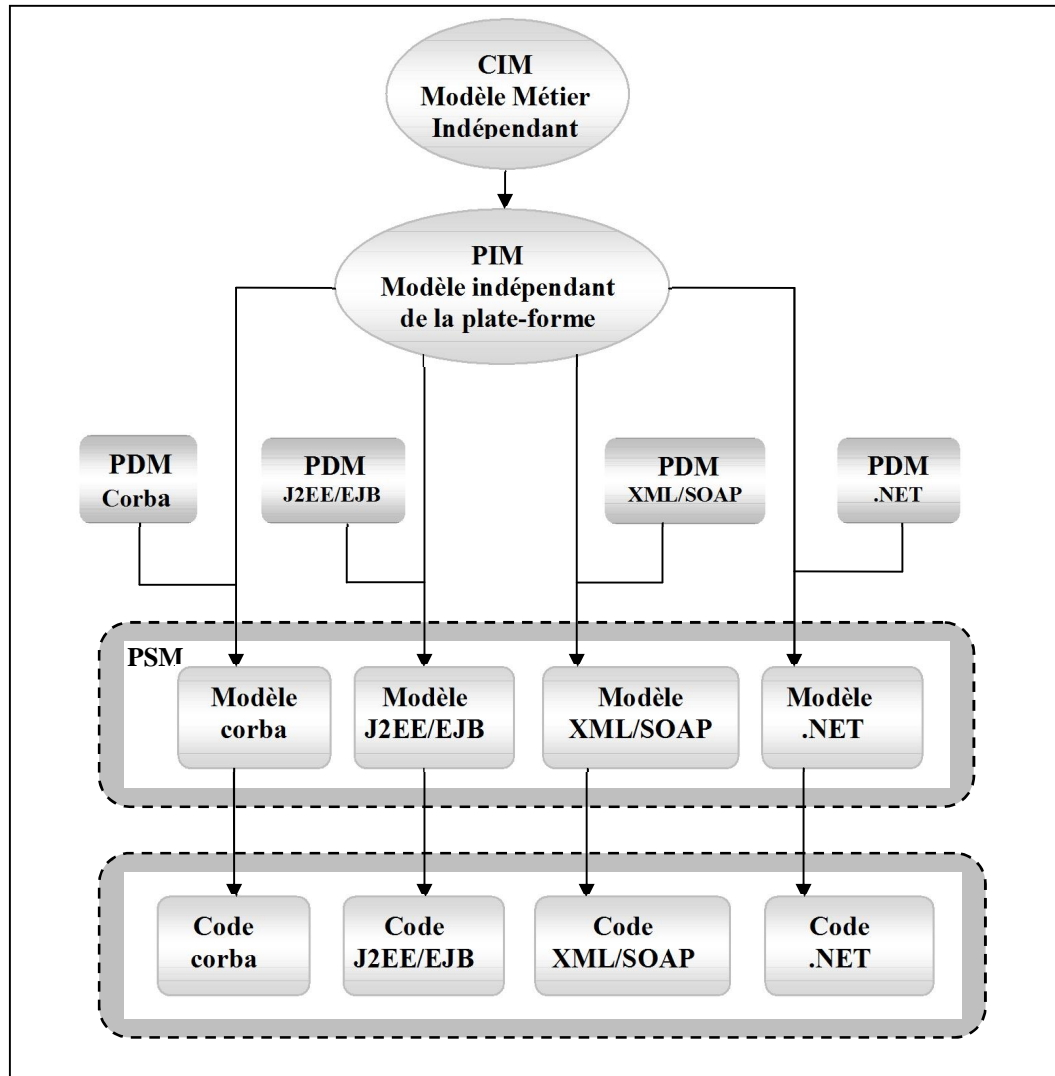 CIM
Modèle Métier
Indépendant
PIM
Modèle indépendant
de la plate-forme
PDM
Corba
PDM
J2EE/EJB
PDM
XML/SOAP
PDM
.NET
PSM
Modèle
corba
Modèle
J2EE/EJB
Modèle
XML/SOAP
Modèle
.NET
Code
corba
Code
J2EE/EJB
Code
XML/SOAP
Code
.NET